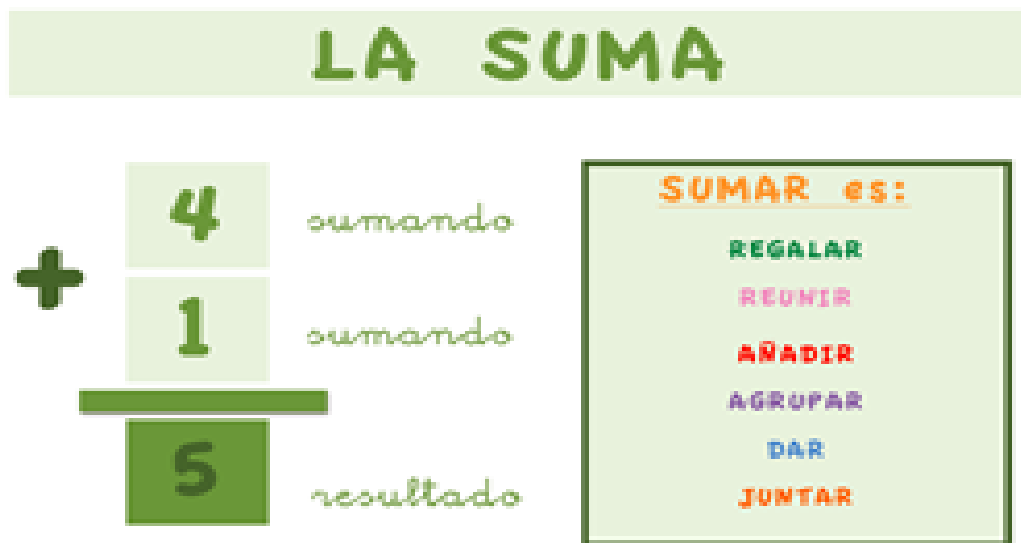 LA SUMA
4 sumando
+
1 sumando
5 resultado
SUMAR es:
REGALAR
REUNIR
AÑADIR
AGRUPAR
DAR
JUNTAR